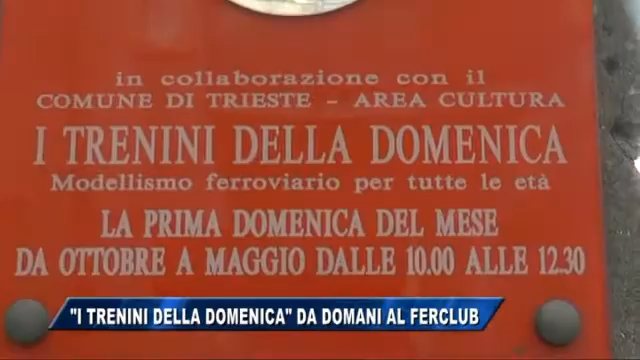 in collaborazione con il
COMUNE DI TRIESTE - AREA CULTURA
I TRENINI DELLA DOMENICA
Modellismo ferroviario per tutte le età
LA PRIMA DOMENICA DEL MESE
DA OTTOBRE A MAGGIO DALLE 10.00 ALLE 12.30
"I TRENINI DELLA DOMENICA" DA DOMANI AL FERCLUB